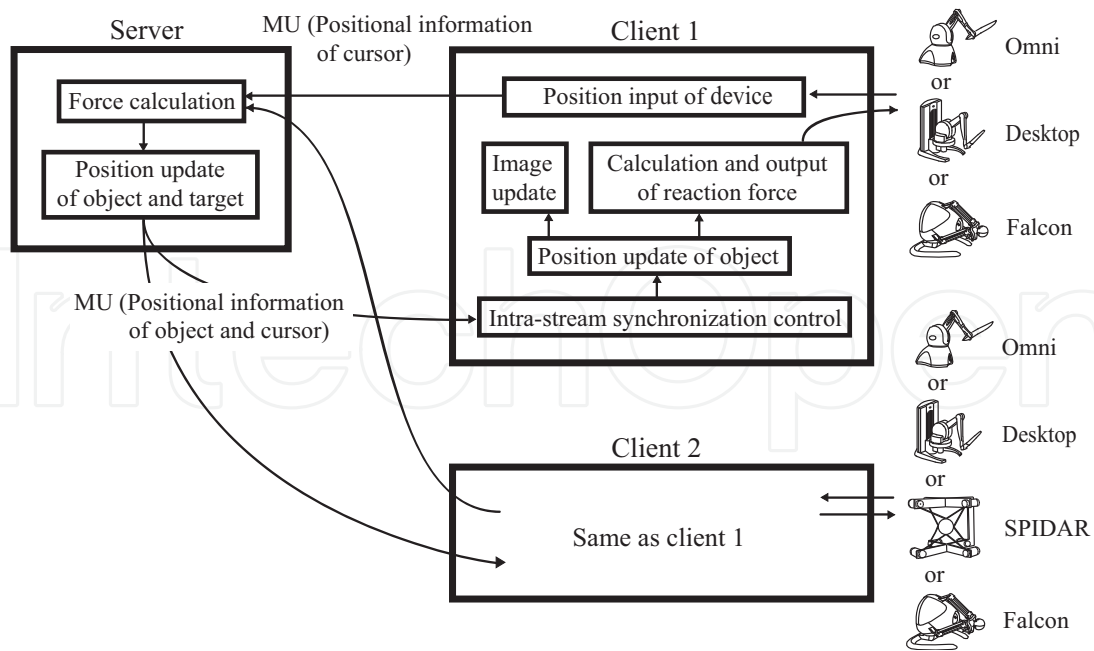 Server
MU (Positional information
of cursor)
Client 1
Omni
or
Desktop
or
Falcon
Force calculation
Position input of device
Position update
of object and target
Image
update
Calculation and output
of reaction force
Position update of object
MU (Positional information
of object and cursor)
Intra-stream synchronization control
Client 2
Same as client 1
Omni
or
Desktop
or
SPIDAR
or
Falcon
IntechOpen